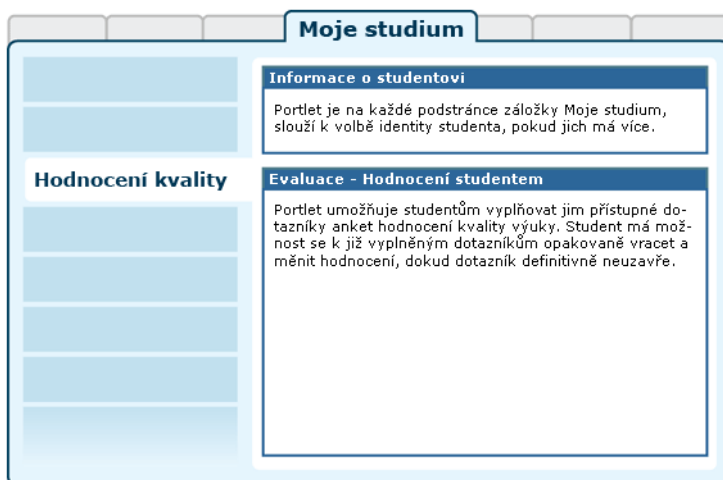 Moje studium
Informace o studentovi
Portlet je na každé podstránce záložky Moje studium,
slouží k volbě identity studenta, pokud jich má více.
Hodnocení kvality
Evaluace - Hodnocení studentem
Portlet umožňuje studentům vyplňovat jim přístupné do-
tazníky anket hodnocení kvality výuky. Student má mož-
nost se k již vyplněným dotazníkům opakovaně vracet a
měnit hodnocení, dokud dotazník definitivně neuzavře.